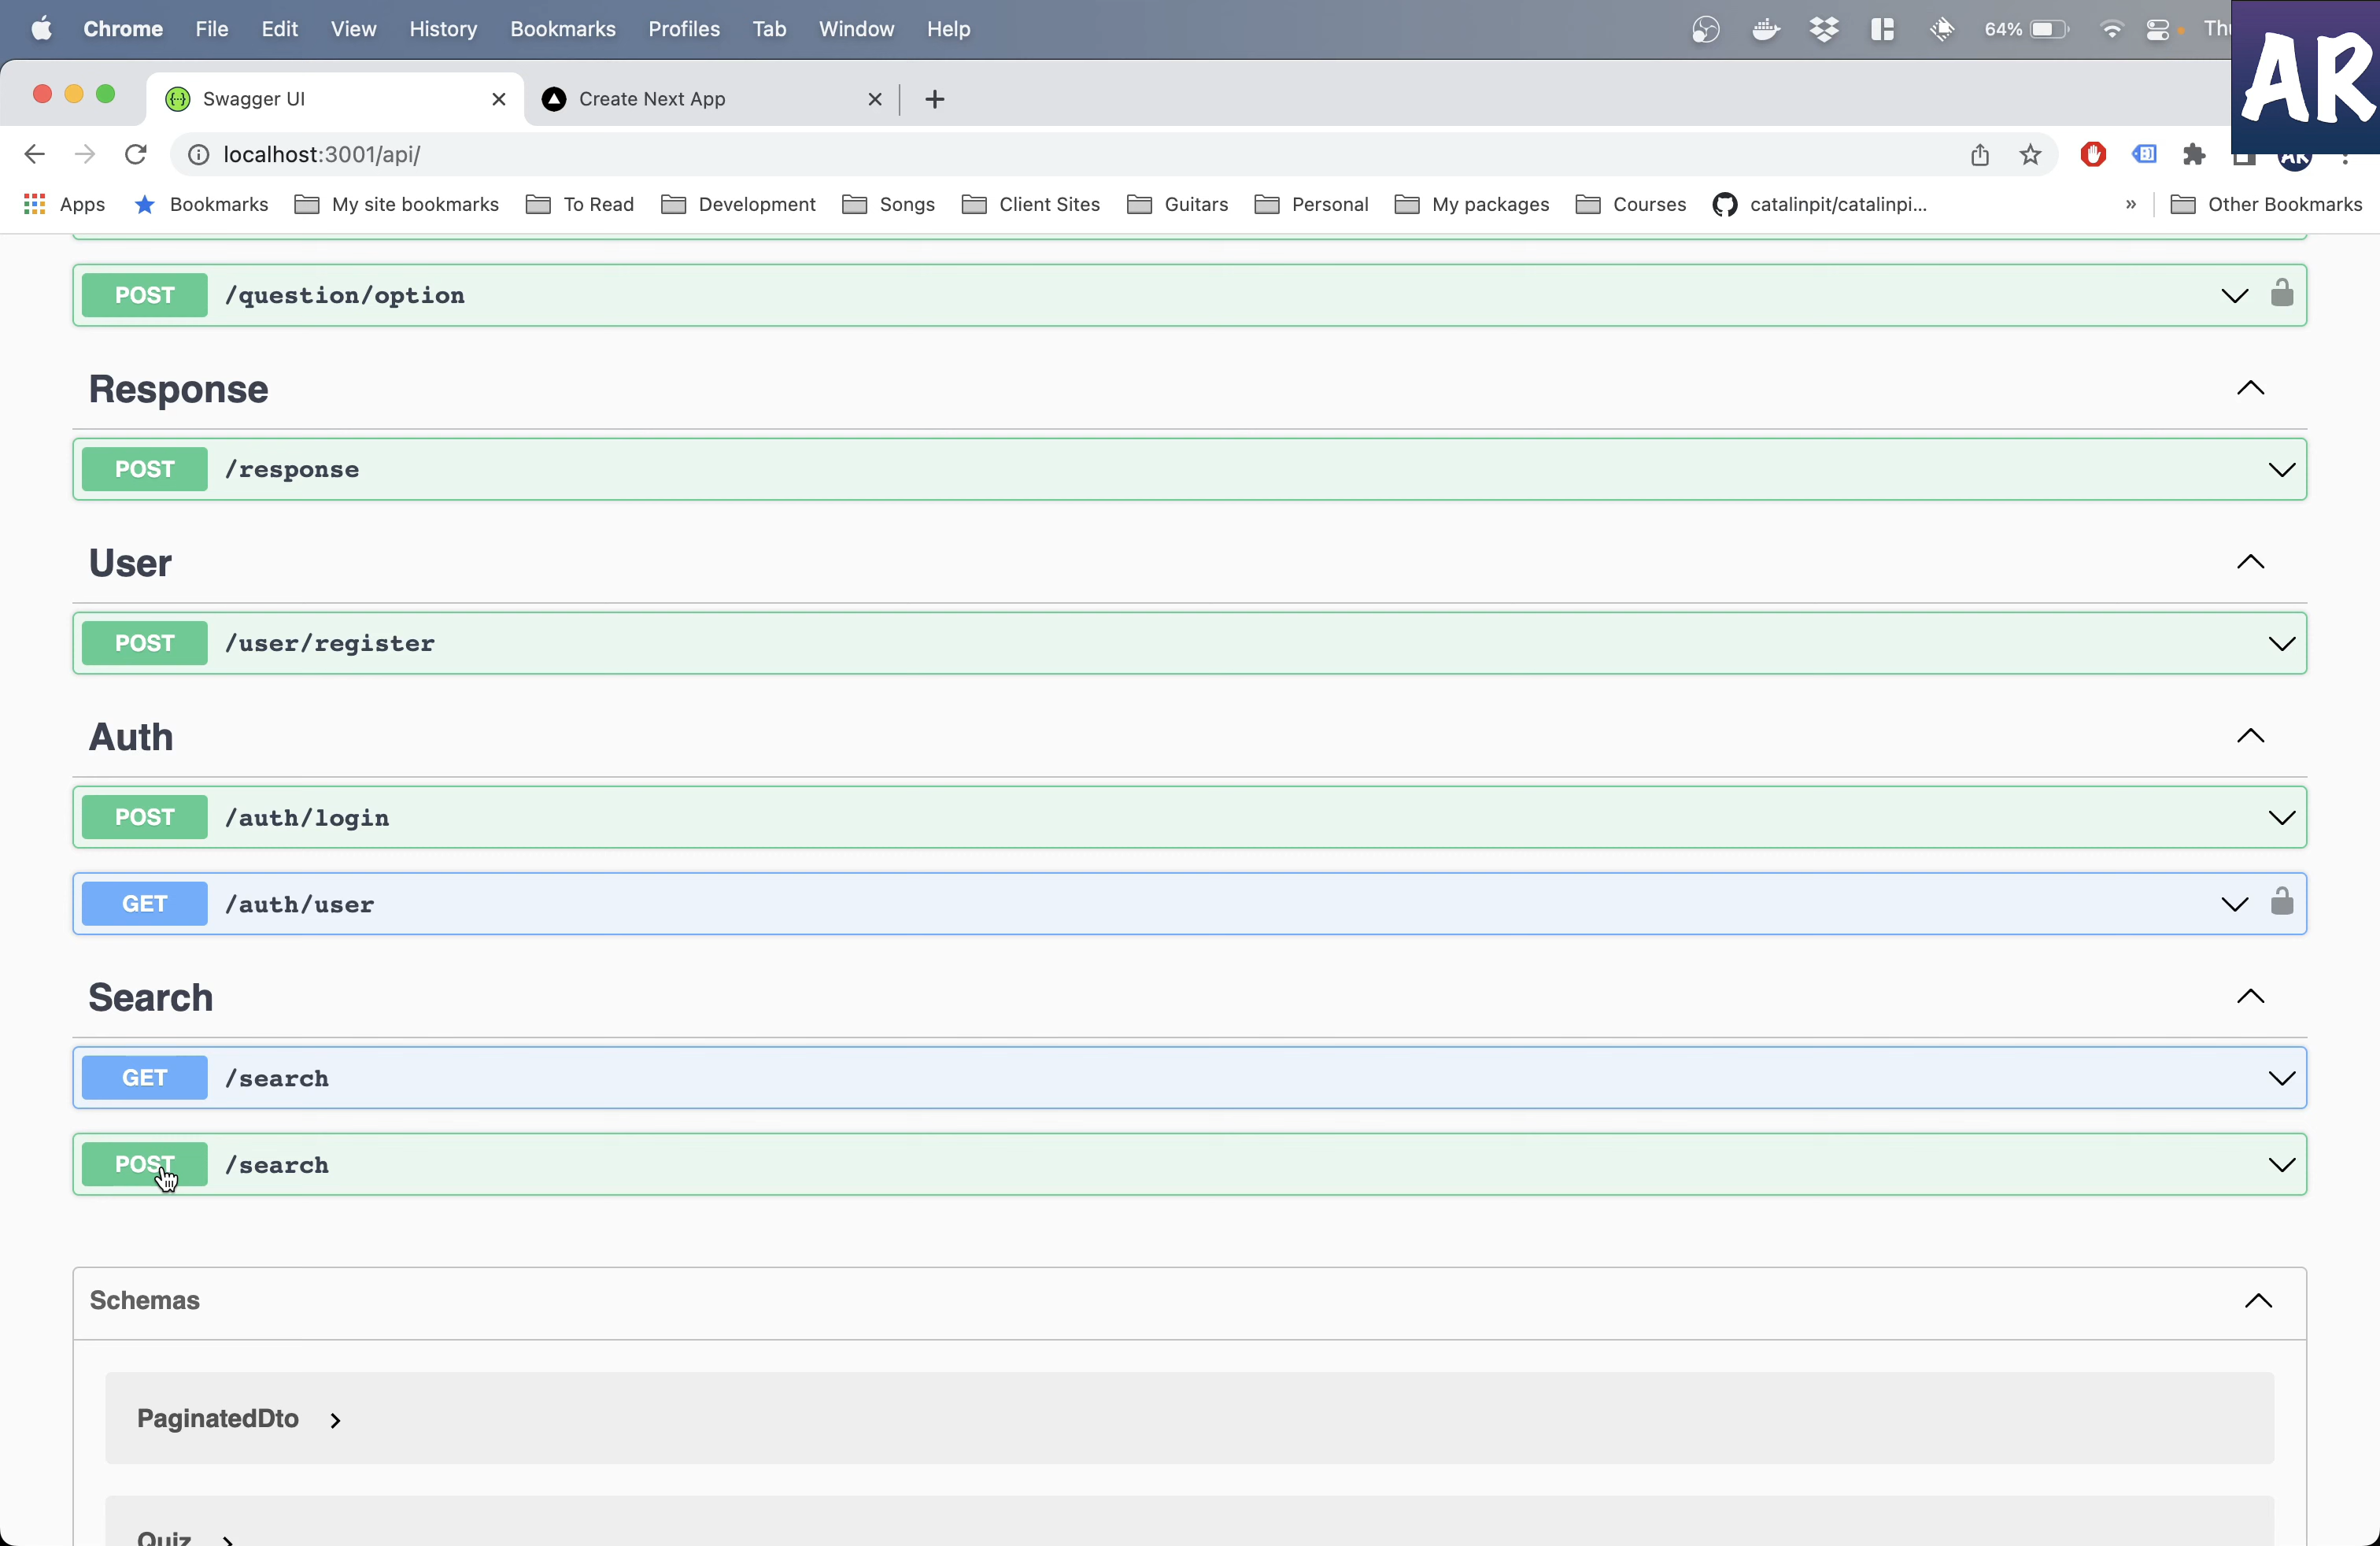 Chrome File Edit View History Bookmarks Profiles Tab Window Help 64%
AR
Swagger UI Create Next App
localhost:3001/api/
Apps Bookmarks My site bookmarks To Read Development Songs Client Sites Guitars Personal My packages Courses catalinpit/catalinpi... » Other Bookmarks
POST /question/option
Response
POST /response
User
POST /user/register
Auth
POST /auth/login
GET /auth/user
Search
GET /search
POST /search
Schemas
PaginatedDto
Quiz